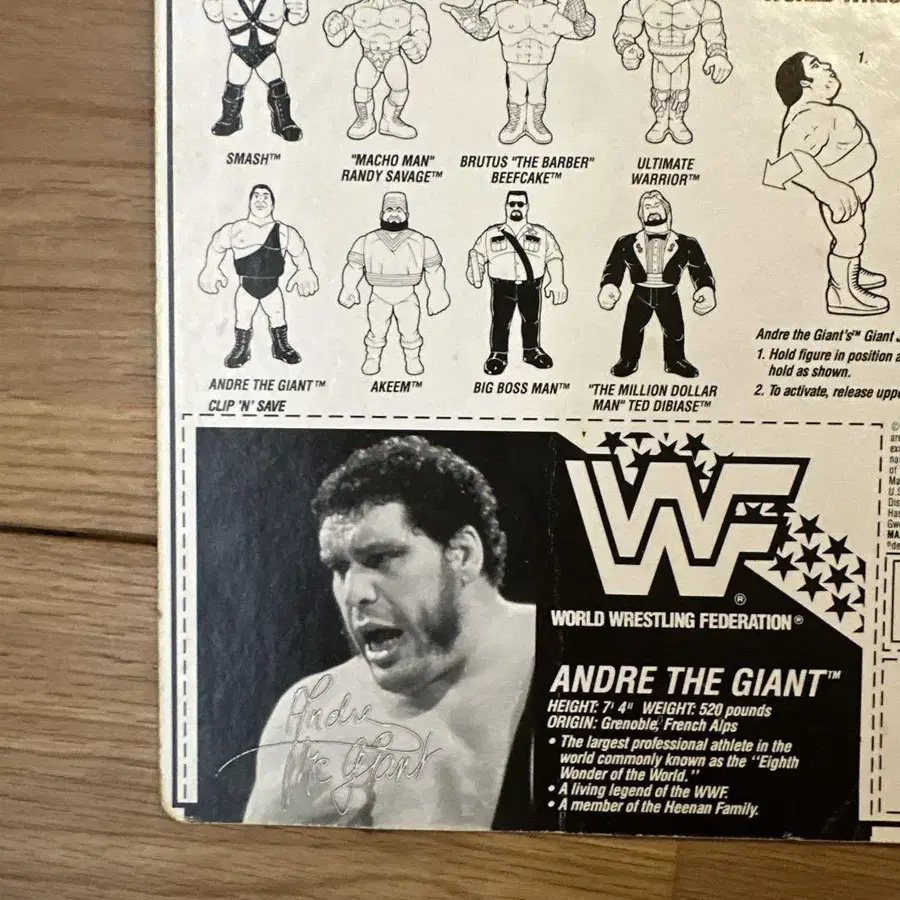 WORLD WRES
SMASH™
"MACHO MAN"
RANDY SAVAGE™
BRUTUS "THE BARBER"
BEEFCAKE™
ULTIMATE
WARRIOR™
1.
ANDRE THE GIANT™
AKEEM™
BIG BOSS MAN™
"THE MILLION DOLLAR
MAN" TED DIBIASE™
Andre the Giant's™ Giant
1. Hold figure in position
hold as shown.
2. To activate, release
CLIP 'N' SAVE
WF
WORLD WRESTLING FEDERATION®
ANDRE THE GIANT™
HEIGHT: 7' 4" WEIGHT: 520 pounds
ORIGIN: Grenoble, French Alps
• The largest professional athlete in the
world commonly known as the "Eighth
Wonder of the World."
• A living legend of the WWF.
• A member of the Heenan Family.
Andre
The Giant